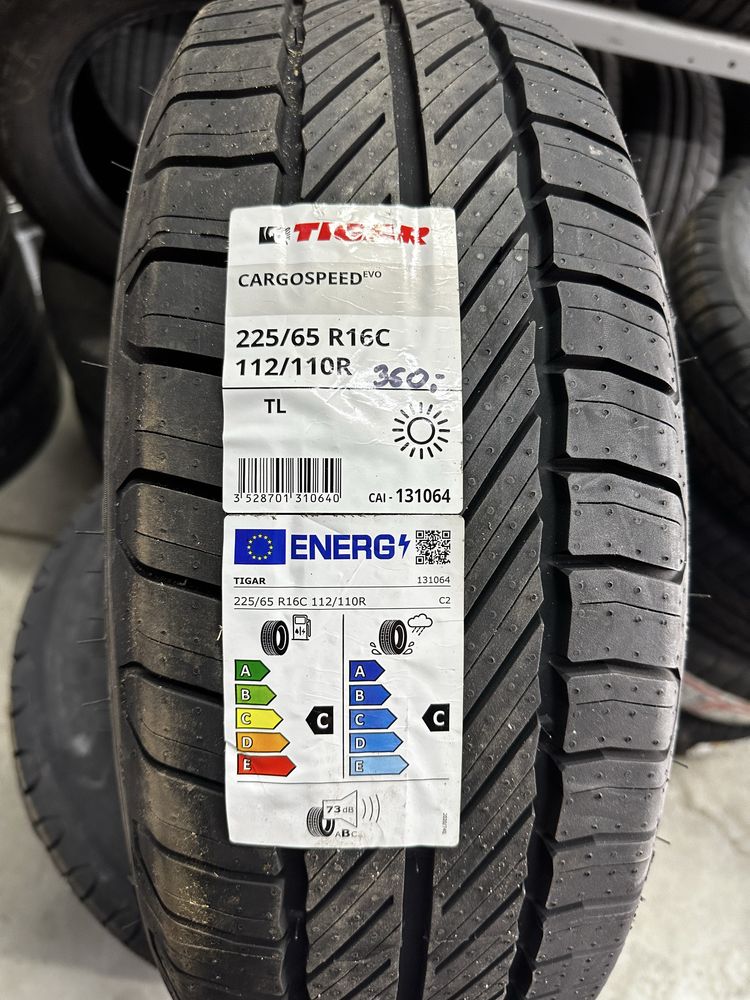 TIGAR
CARGOSPEED EVO
225/65 R16C
112/110R 360,-
TL
3 528701 310640
CAI - 131064
ENERG
TIGAR 131064
225/65 R16C 112/110R C2
A A
B B
C C C C
D D
E E
73 dB
ABC